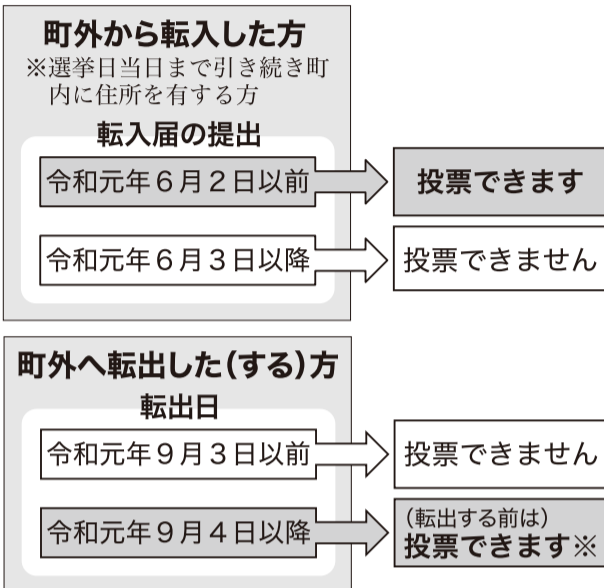 町外から転入した方
※選挙日当日まで引き続き町
内に住所を有する方
転入届の提出
令和元年６月２日以前
投票できます
令和元年６月３日以降
投票できません
町外へ転出した(する)方
転出日
令和元年９月３日以前
投票できません
令和元年９月４日以降
(転出する前は)
投票できます※